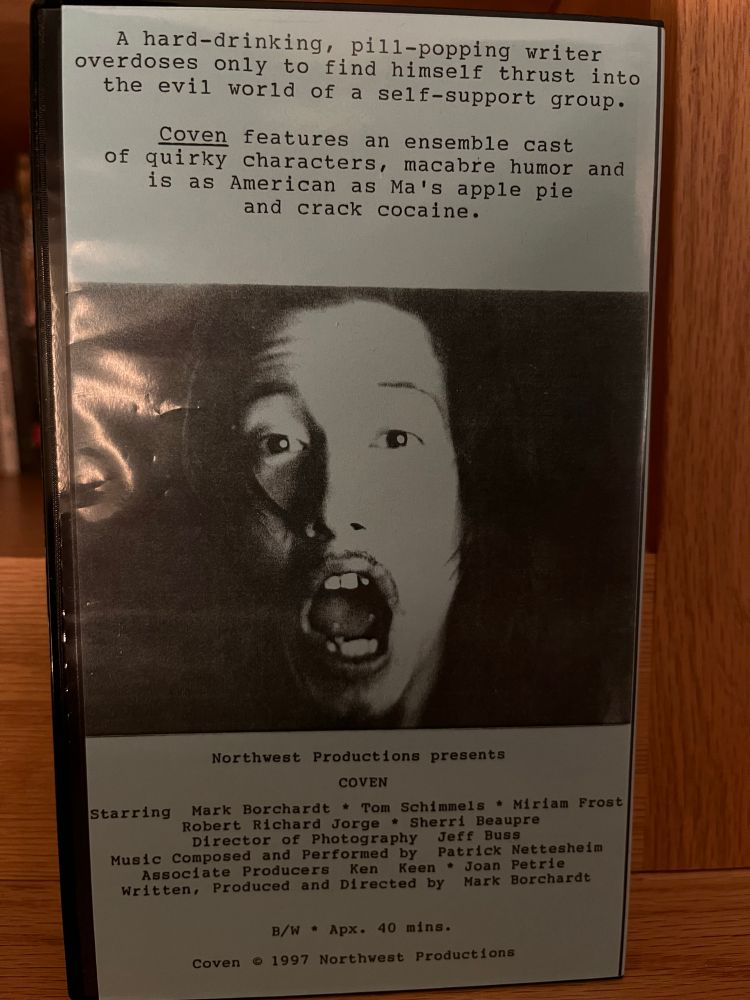 A hard-drinking, pill-popping writer
overdoses only to find himself thrust into
the evil world of a self-support group.
Coven features an ensemble cast
of quirky characters, macabre humor and
is as American as Ma's apple pie
and crack cocaine.
Northwest Productions presents
COVEN
Starring Mark Borchardt * Tom Schimmels * Miriam Frost
Robert Richard Jorge * Sherri Beaupre
Director of Photography Jeff Buss
Music Composed and Performed by Patrick Nettesheim
Associate Producers Ken Keen * Joan Petrie
Written, Produced and Directed by Mark Borchardt
B/W * Apx. 40 mins.
Coven © 1997 Northwest Productions